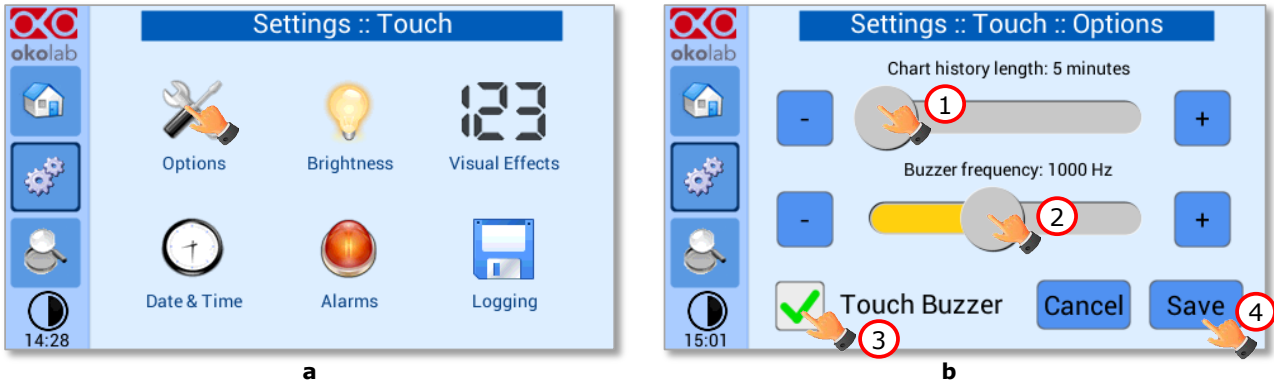 Settings :: Touch
okolab
Options
Brightness
123
Visual Effects
Date & Time
Alarms
Logging
14:28
a
Settings :: Touch :: Options
okolab
Chart history length: 5 minutes
1
-
+
Buzzer frequency: 1000 Hz
2
-
+
Touch Buzzer
Cancel
Save
4
3
15:01
b